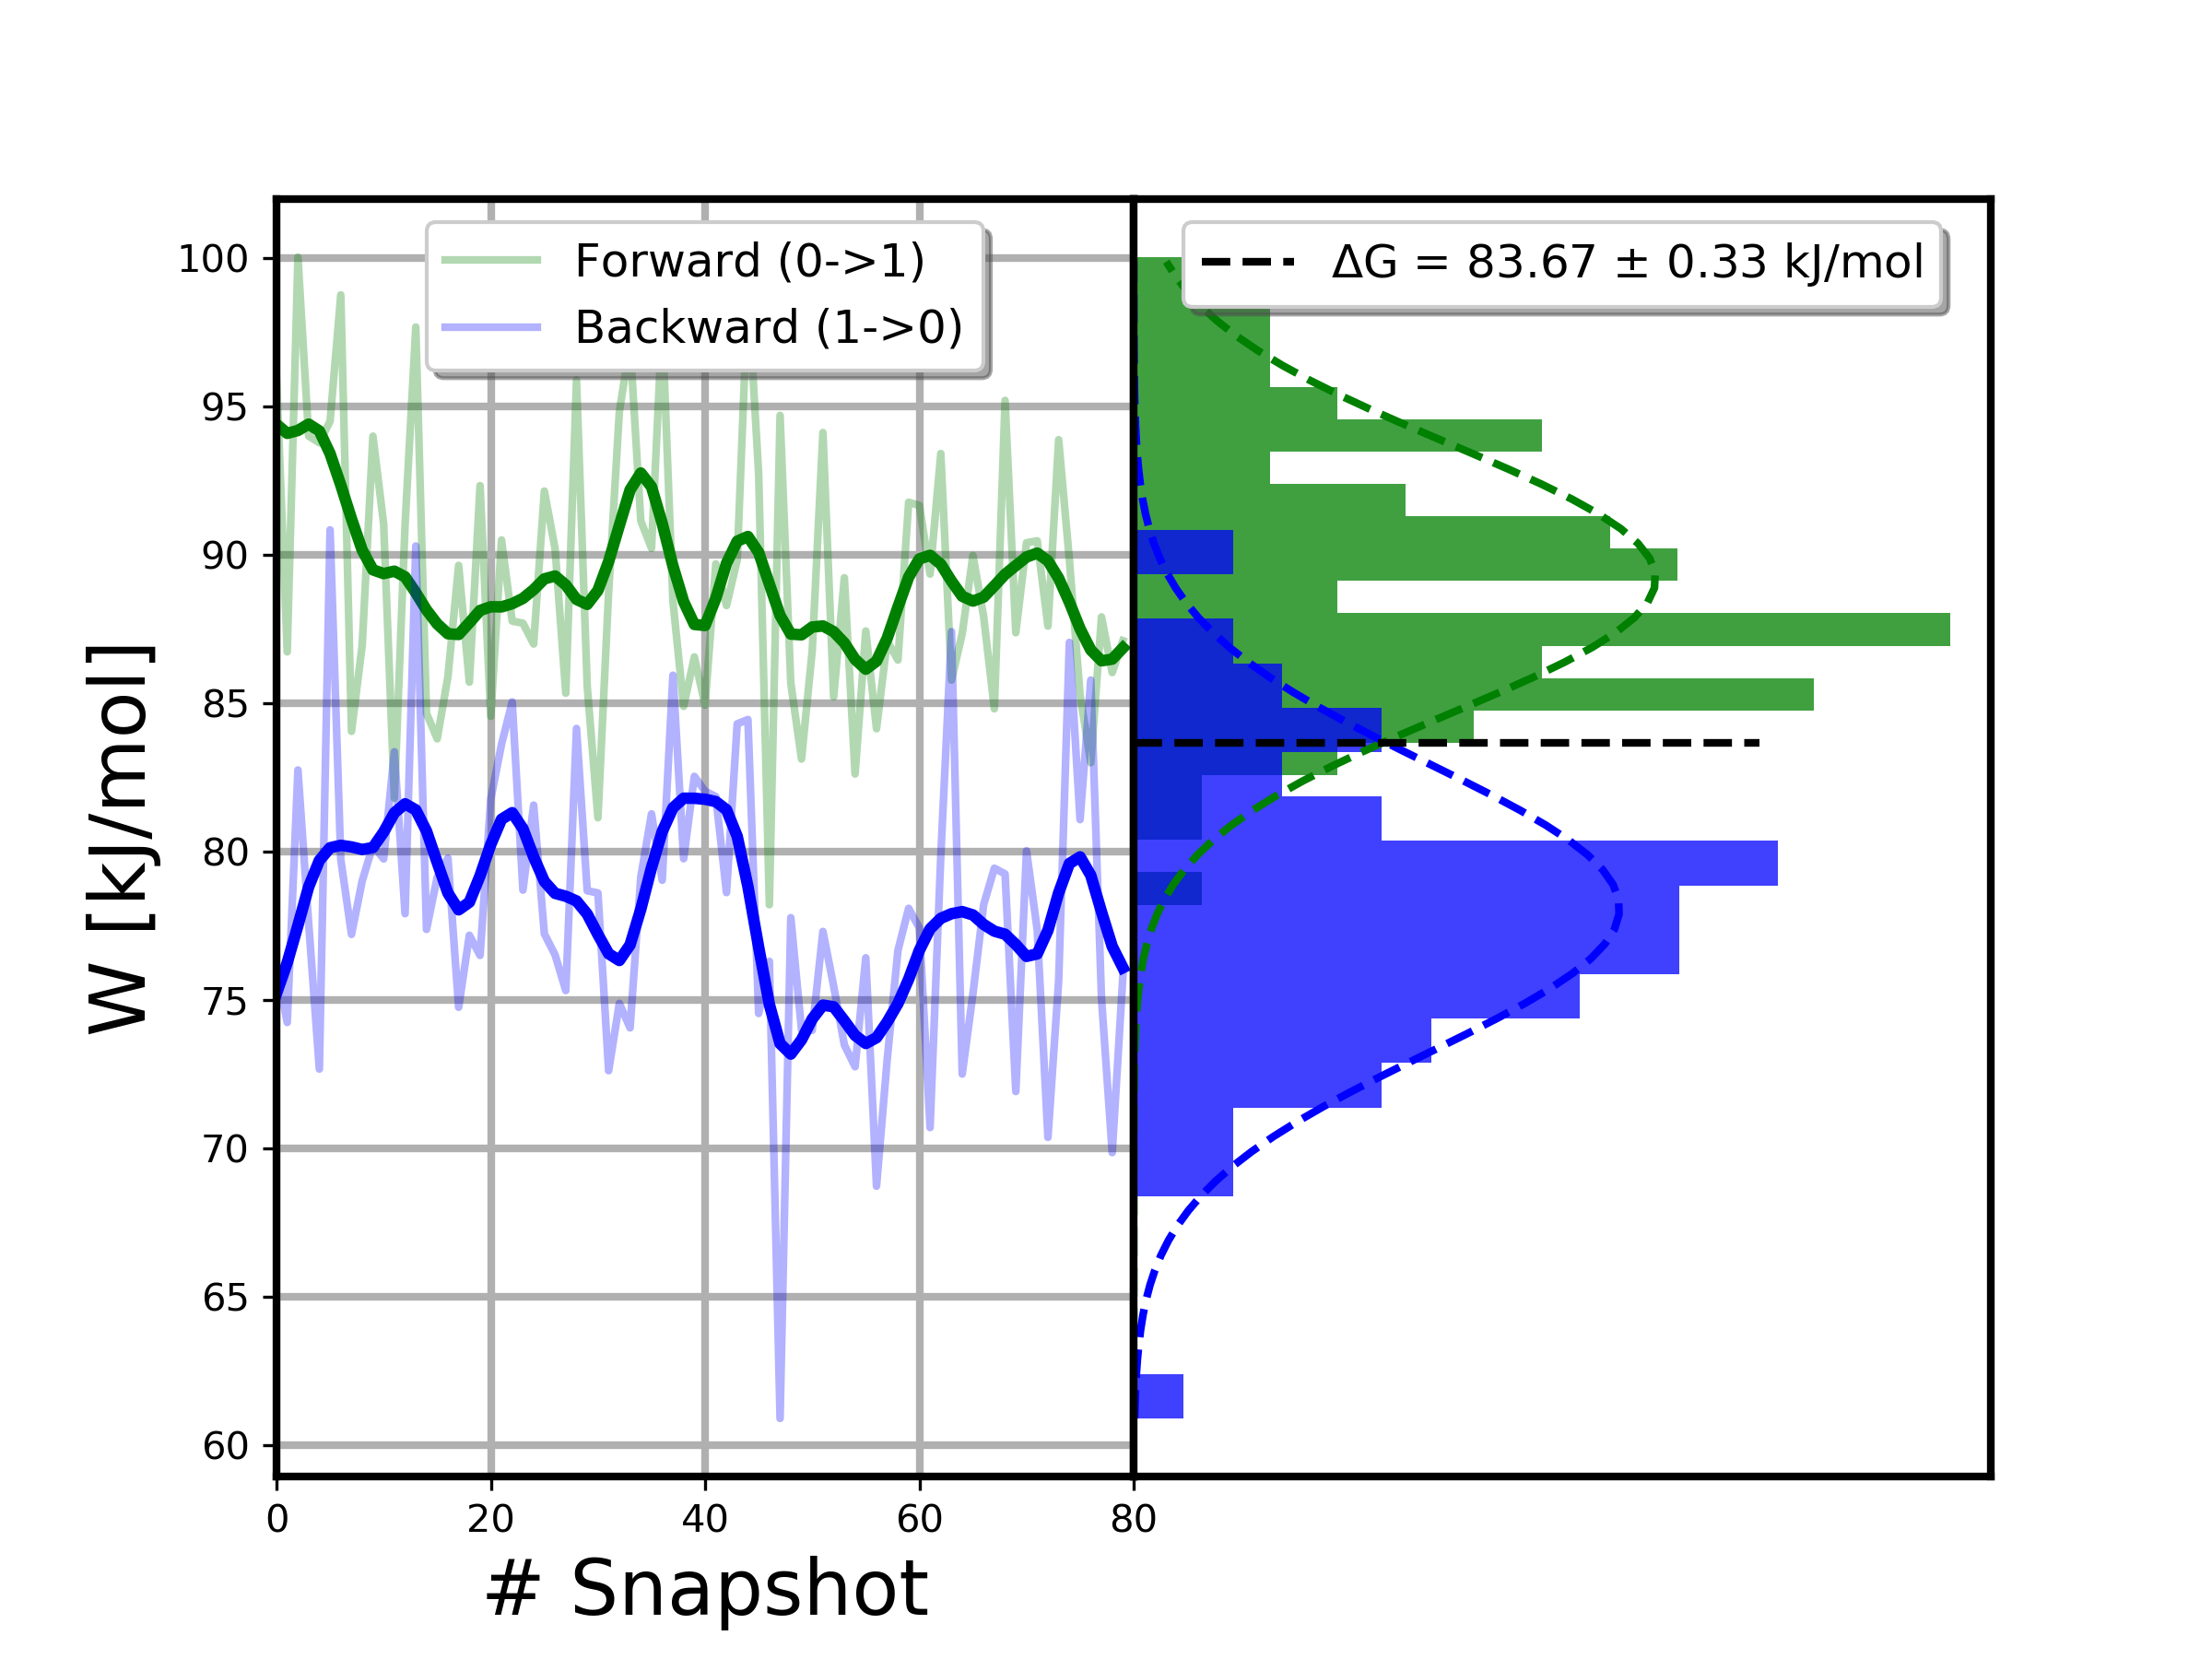 Forward (0->1)
Backward (1->0)
ΔG = 83.67 ± 0.33 kJ/mol
W [kJ/mol]
100
95
90
85
80
75
70
65
60
0 20 40 60 80
# Snapshot